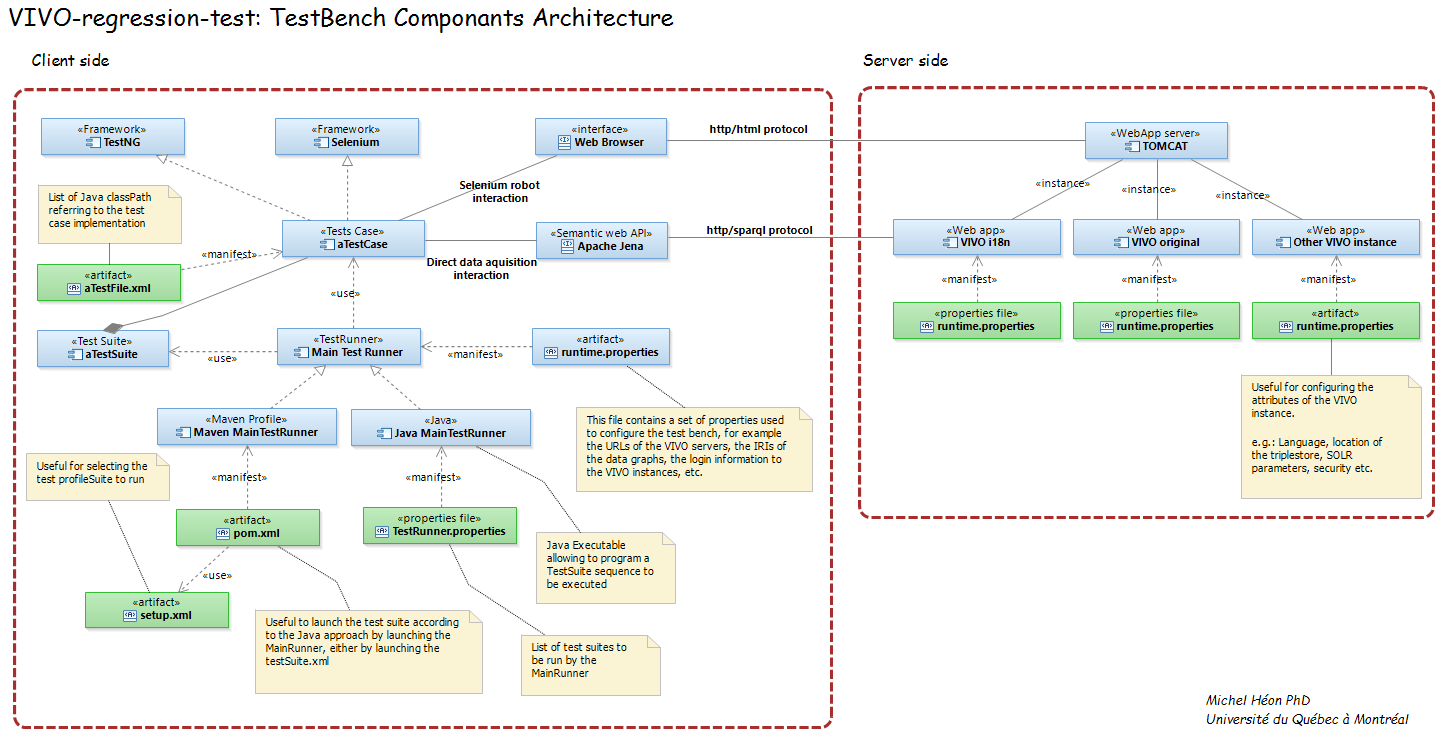 VIVO-regression-test: TestBench Componants Architecture
Client side
Server side
«Framework»
TestNG
«Framework»
Selenium
«interface»
Web Browser
http/html protocol
«WebApp server»
TOMCAT
List of Java classPath
referring to the test
case implementation
Selenium robot
interaction
«instance»
«instance»
«instance»
«Tests Case»
aTestCase
«Semantic web API»
Apache Jena
http/sparql protocol
«Web app»
VIVO i18n
«Web app»
VIVO original
«Web app»
Other VIVO instance
«manifest»
Direct data aquisition
interaction
«artifact»
aTestFile.xml
«use»
«manifest»
«manifest»
«manifest»
«properties file»
runtime.properties
«properties file»
runtime.properties
«artifact»
runtime.properties
«Test Suite»
aTestSuite
«use»
«TestRunner»
Main Test Runner
«manifest»
«artifact»
runtime.properties
Useful for configuring the
attributes of the VIVO
instance.
e.g.: Language, location of
the triplestore, SOLR
parameters, security etc.
«Maven Profile»
Maven MainTestRunner
«Java»
Java MainTestRunner
This file contains a set of properties used
to configure the test bench, for example
the URLs of the VIVO servers, the IRIs of
the data graphs, the login information to
the VIVO instances, etc.
Useful for selecting the
test profileSuite to run
«manifest»
«manifest»
«artifact»
pom.xml
«properties file»
TestRunner.properties
Java Executable
allowing to program a
TestSuite sequence to
be executed
«use»
«artifact»
setup.xml
Useful to launch the test suite according
to the Java approach by launching the
MainRunner, either by launching the
testSuite.xml
List of test suites to
be run by the
MainRunner
Michel Héon PhD
Université du Québec à Montréal